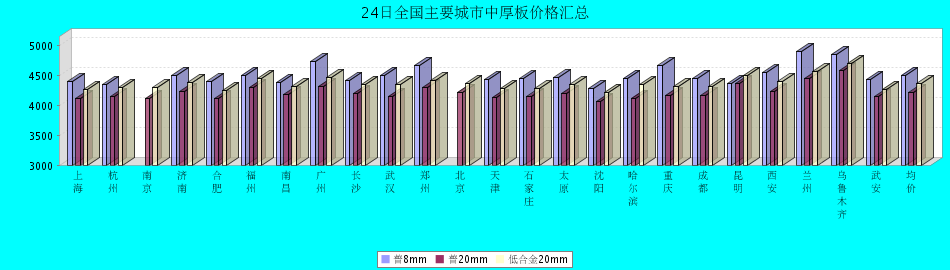 24日全国主要城市中厚板价格汇总
5000
4500
4000
3500
3000
上海
杭州
南京
济南
合肥
福州
南昌
广州
长沙
武汉
郑州
北京
天津
石家庄
太原
沈阳
哈尔滨
重庆
成都
昆明
西安
兰州
乌鲁木齐
武安
均价
普8mm 普20mm 低合金20mm